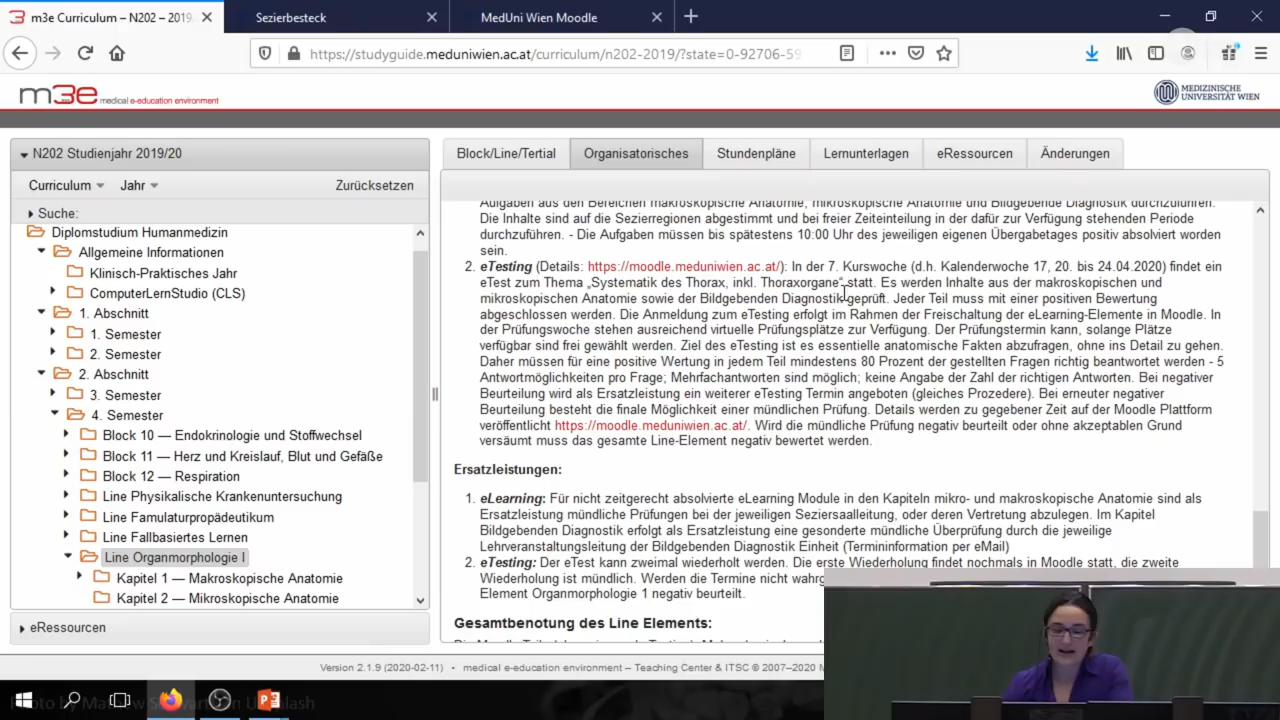 m3e Curriculum – N202 – 2019
Sezierbesteck
MedUni Wien Moodle
https://studyguide.meduniwien.ac.at/curriculum/n202-2019/?state=0-92706-59
m3e medical e-education environment
MEDIZINISCHE
UNIVERSITÄT WIEN
N202 Studienjahr 2019/20
Curriculum
Jahr
Zurücksetzen
Suche:
Diplomstudium Humanmedizin
Allgemeine Informationen
Klinisch-Praktisches Jahr
ComputerLernStudio (CLS)
1. Abschnitt
1. Semester
2. Semester
2. Abschnitt
3. Semester
4. Semester
Block 10 — Endokrinologie und Stoffwechsel
Block 11 — Herz und Kreislauf, Blut und Gefäße
Block 12 — Respiration
Line Physikalische Krankenuntersuchung
Line Famulaturpropädeutikum
Line Fallbasiertes Lernen
Line Organmorphologie I
Kapitel 1 — Makroskopische Anatomie
Kapitel 2 — Mikroskopische Anatomie
eRessourcen
Block/Line/Tertial
Organisatorisches
Stundenpläne
Lernunterlagen
eRessourcen
Änderungen
Aufgaben aus den Bereichen makroskopische Anatomie, mikroskopische Anatomie und Bildgebende Diagnostik durchzuführen.
Die Inhalte sind auf die Sezierregionen abgestimmt und bei freier Zeiteinteilung in der dafür zur Verfügung stehenden Periode
durchzuführen. - Die Aufgaben müssen bis spätestens 10:00 Uhr des jeweiligen eigenen Übergabetages positiv absolviert worden
sein.
2. eTesting (Details: https://moodle.meduniwien.ac.at/): In der 7. Kurswoche (d.h. Kalenderwoche 17, 20. bis 24.04.2020) findet ein
eTest zum Thema „Systematik des Thorax, inkl. Thoraxorgane“ statt. Es werden Inhalte aus der makroskopischen und
mikroskopischen Anatomie sowie der Bildgebenden Diagnostik geprüft. Jeder Teil muss mit einer positiven Bewertung
abgeschlossen werden. Die Anmeldung zum eTesting erfolgt im Rahmen der Freischaltung der eLearning-Elemente in Moodle. In
der Prüfungswoche stehen ausreichend virtuelle Prüfungsplätze zur Verfügung. Der Prüfungstermin kann, solange Plätze
verfügbar sind frei gewählt werden. Ziel des eTesting ist es essentielle anatomische Fakten abzufragen, ohne ins Detail zu gehen.
Daher müssen für eine positive Wertung in jedem Teil mindestens 80 Prozent der gestellten Fragen richtig beantwortet werden - 5
Antwortmöglichkeiten pro Frage; Mehrfachantworten sind möglich; keine Angabe der Zahl der richtigen Antworten. Bei negativer
Beurteilung wird als Ersatzleistung ein weiterer eTesting Termin angeboten (gleiches Prozedere). Bei erneuter negativer
Beurteilung besteht die finale Möglichkeit einer mündlichen Prüfung. Details werden zu gegebener Zeit auf der Moodle Plattform
veröffentlicht https://moodle.meduniwien.ac.at/. Wird die mündliche Prüfung negativ beurteilt oder ohne akzeptablen Grund
versäumt muss das gesamte Line-Element negativ bewertet werden.
Ersatzleistungen:
1. eLearning: Für nicht zeitgerecht absolvierte eLearning Module in den Kapiteln mikro- und makroskopische Anatomie sind als
Ersatzleistung mündliche Prüfungen bei der jeweiligen Seziersaalleitung, oder deren Vertretung abzulegen. Im Kapitel
Bildgebenden Diagnostik erfolgt als Ersatzleistung eine gesonderte mündliche Überprüfung durch die jeweilige
Lehrveranstaltungsleitung der Bildgebenden Diagnostik Einheit (Termininformation per eMail)
2. eTesting: Der eTest kann zweimal wiederholt werden. Die erste Wiederholung findet nochmals in Moodle statt, die zweite
Wiederholung ist mündlich. Werden die Termine nicht wahrg
Element Organmorphologie 1 negativ beurteilt.
Gesamtbenotung des Line Elements:
Version 2.1.9 (2020-02-11) • medical e-education environment – Teaching Center & ITSC © 2007–2020 M